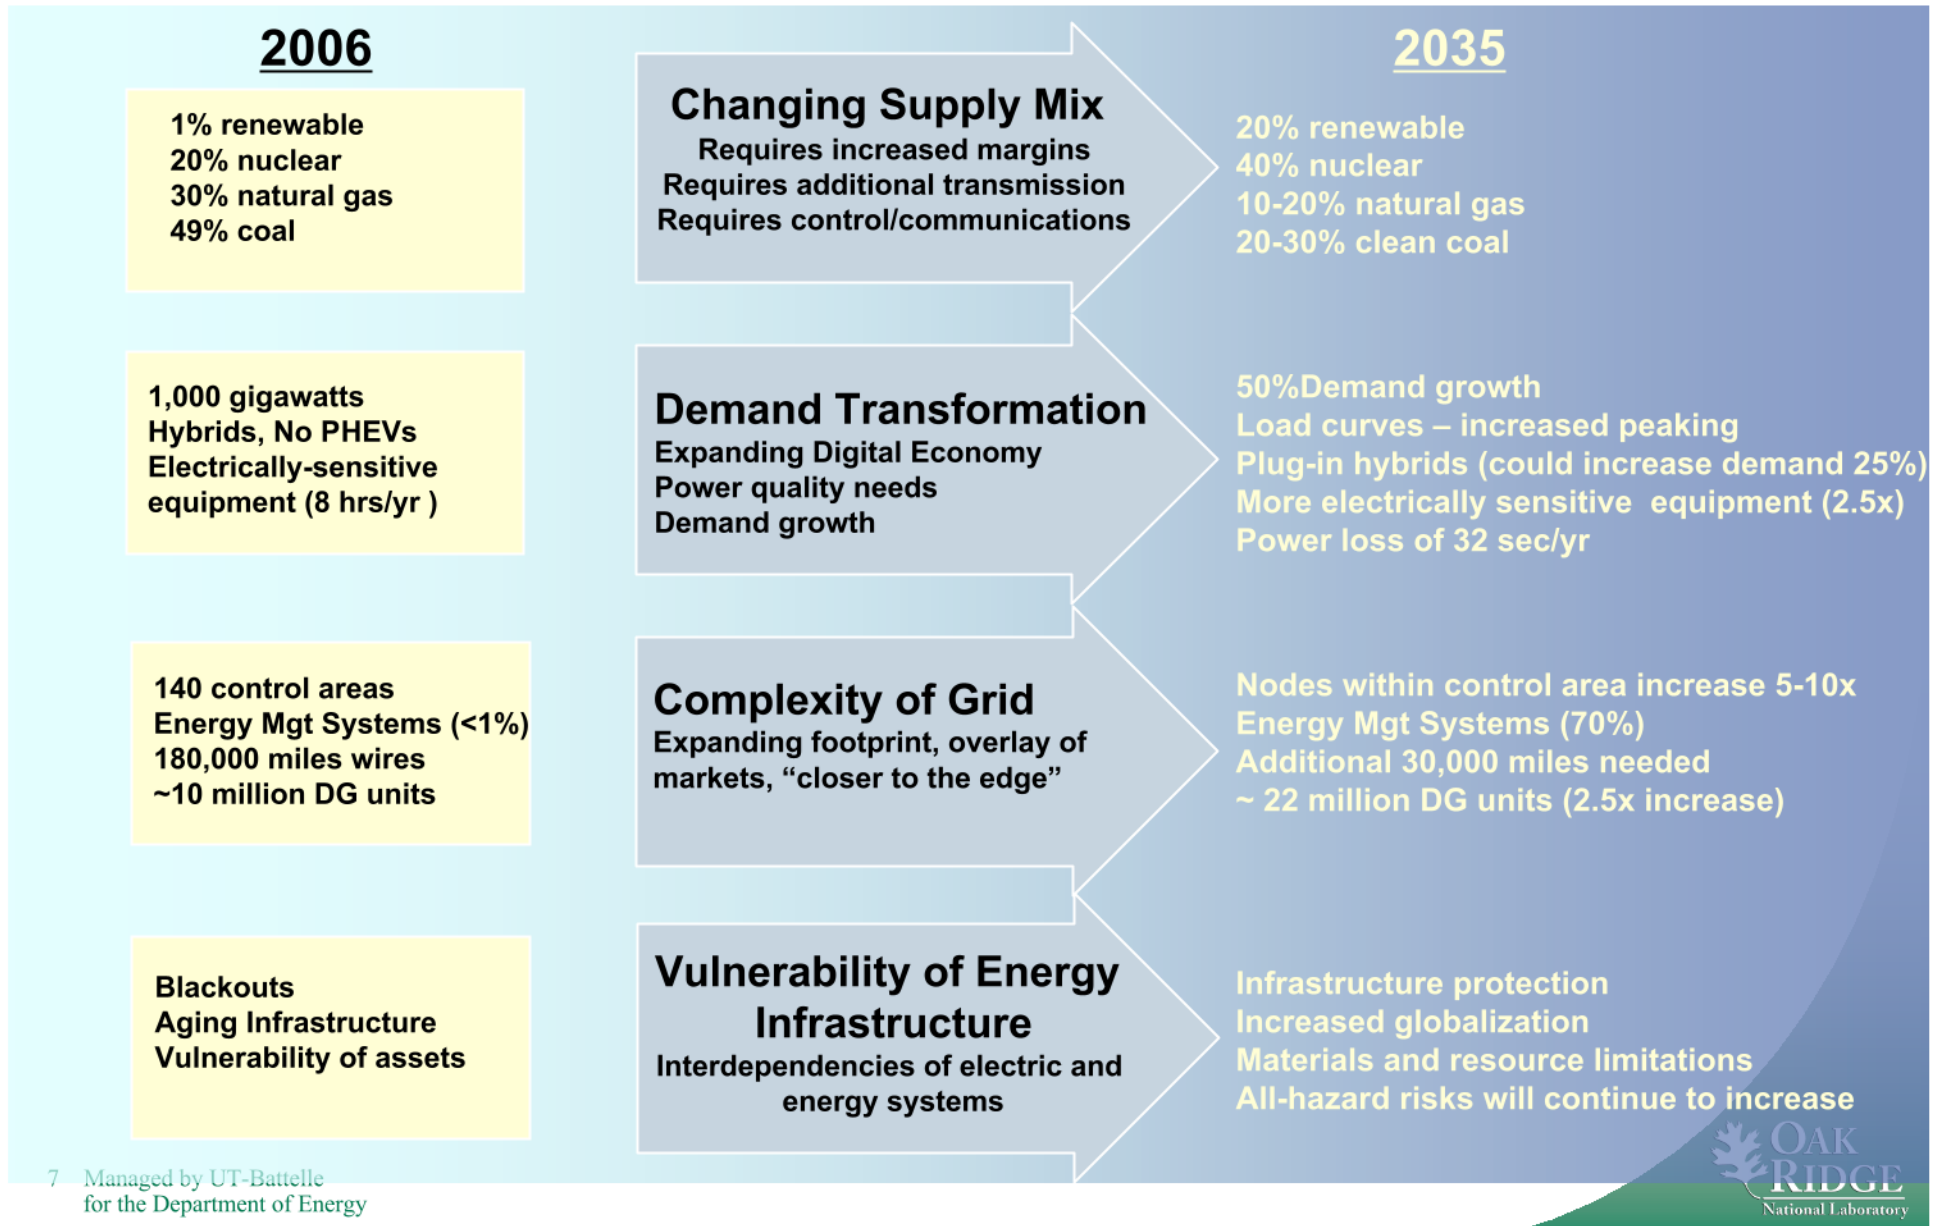 2006
2035
1% renewable
20% nuclear
30% natural gas
49% coal
Changing Supply Mix
Requires increased margins
Requires additional transmission
Requires control/communications
20% renewable
40% nuclear
10-20% natural gas
20-30% clean coal
1,000 gigawatts
Hybrids, No PHEVs
Electrically-sensitive
equipment (8 hrs/yr )
Demand Transformation
Expanding Digital Economy
Power quality needs
Demand growth
50%Demand growth
Load curves – increased peaking
Plug-in hybrids (could increase demand 25%)
More electrically sensitive  equipment (2.5x)
Power loss of 32 sec/yr
140 control areas
Energy Mgt Systems (<1%)
180,000 miles wires
~10 million DG units
Complexity of Grid
Expanding footprint, overlay of
markets, “closer to the edge”
Nodes within control area increase 5-10x
Energy Mgt Systems (70%)
Additional 30,000 miles needed
~ 22 million DG units (2.5x increase)
Blackouts
Aging Infrastructure
Vulnerability of assets
Vulnerability of Energy
Infrastructure
Interdependencies of electric and
energy systems
Infrastructure protection
Increased globalization
Materials and resource limitations
All-hazard risks will continue to increase
7 Managed by UT-Battelle
for the Department of Energy
OAK
RIDGE
National Laboratory